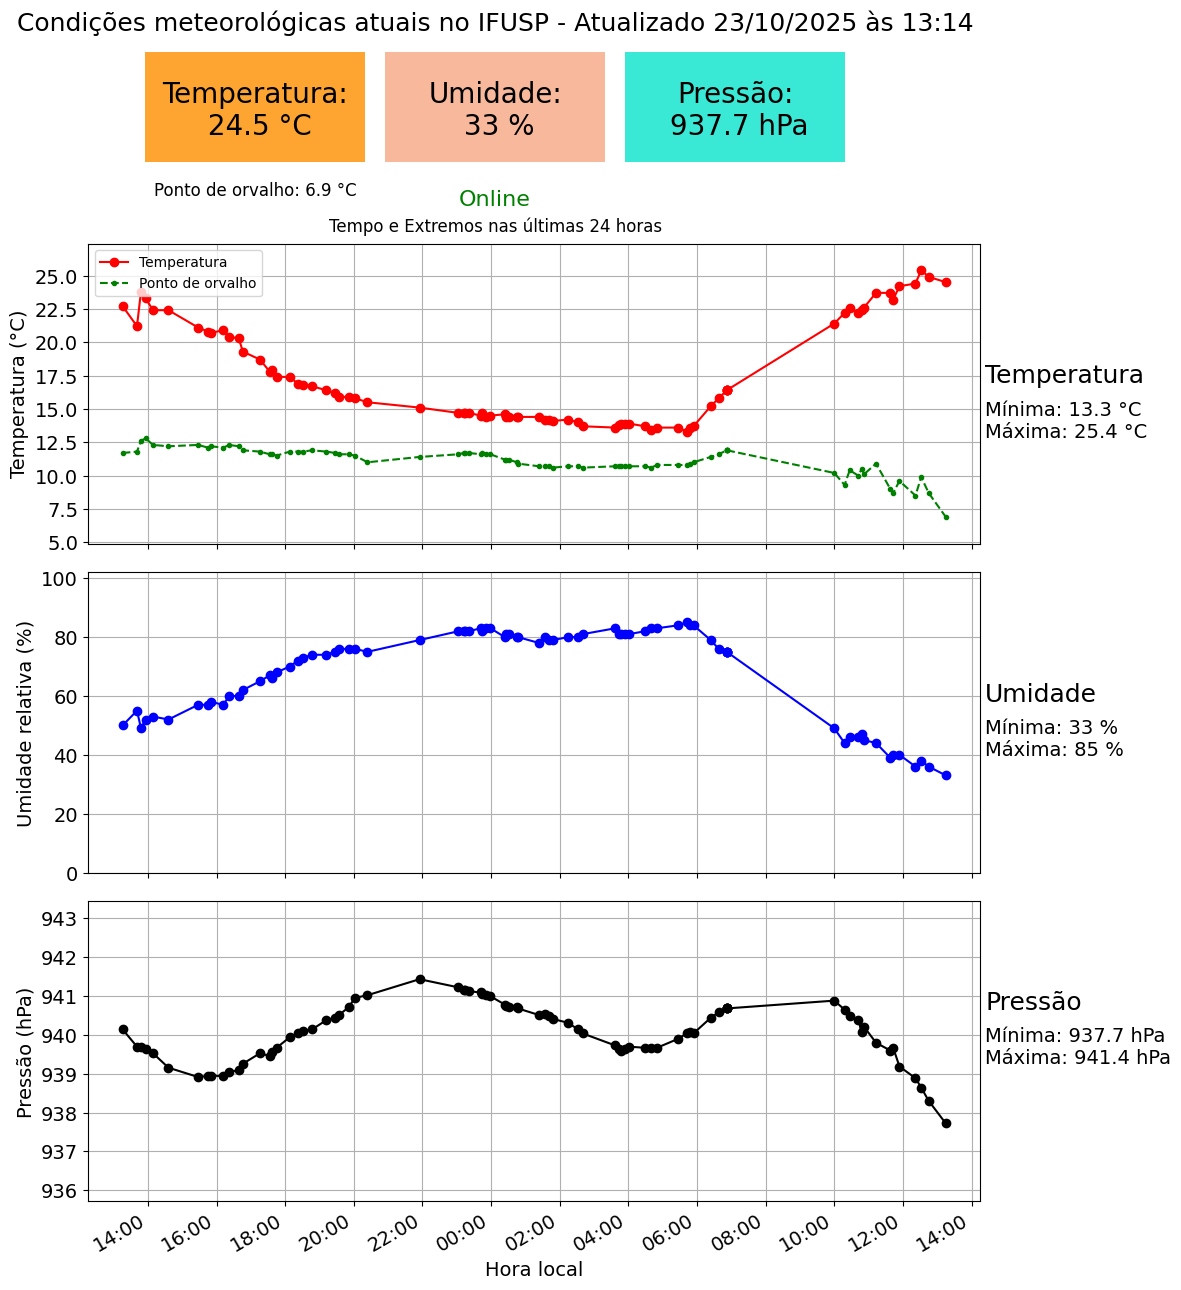 Condições meteorológicas atuais no IFUSP - Atualizado 23/10/2025 às 13:14
Temperatura:
24.5 °C
Umidade:
33 %
Pressão:
937.7 hPa
Ponto de orvalho: 6.9 °C
Online
Tempo e Extremos nas últimas 24 horas
Temperatura
Ponto de orvalho
Temperatura (°C)
25.0
22.5
20.0
17.5
15.0
12.5
10.0
7.5
5.0
Temperatura
Mínima: 13.3 °C
Máxima: 25.4 °C
Umidade relativa (%)
100
80
60
40
20
0
Umidade
Mínima: 33 %
Máxima: 85 %
Pressão (hPa)
943
942
941
940
939
938
937
936
Pressão
Mínima: 937.7 hPa
Máxima: 941.4 hPa
14:00
16:00
18:00
20:00
22:00
00:00
02:00
04:00
06:00
08:00
10:00
12:00
14:00
Hora local